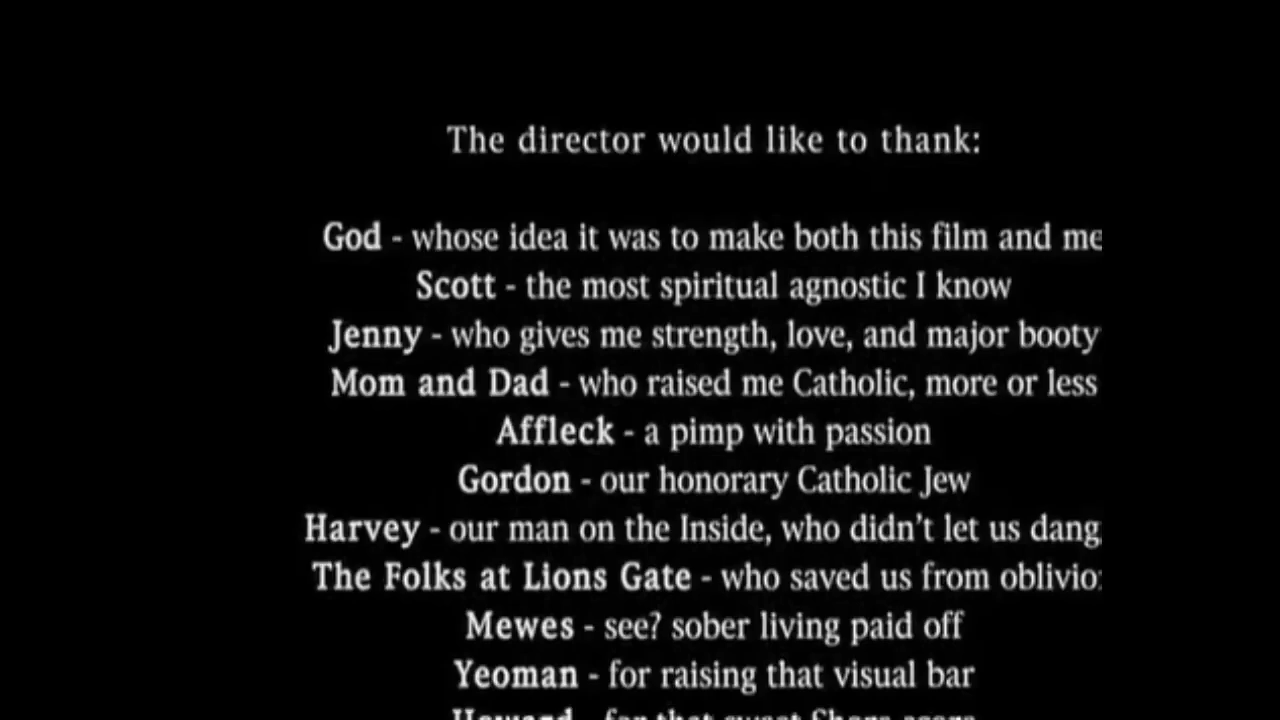 The director would like to thank:
God - whose idea it was to make both this film and me
Scott - the most spiritual agnostic I know
Jenny - who gives me strength, love, and major booty
Mom and Dad - who raised me Catholic, more or less
Affleck - a pimp with passion
Gordon - our honorary Catholic Jew
Harvey - our man on the Inside, who didn't let us
The Folks at Lions Gate - who saved us from
Mewes - see? sober living paid off
Yeoman - for raising that visual bar